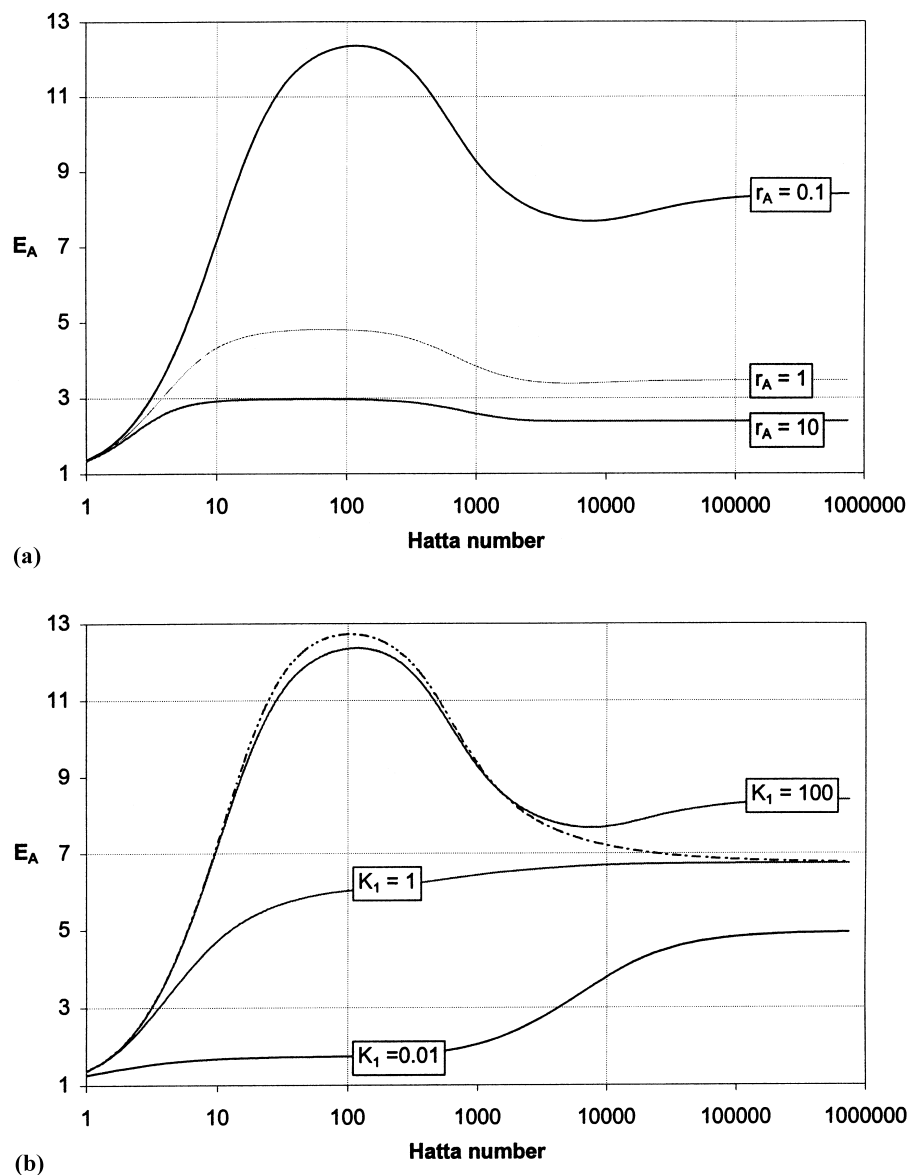 13
11
9
7
5
3
1
E_A
r_A = 0.1
r_A = 1
r_A = 10
1 10 100 1000 10000 100000 1000000
Hatta number
(a)
13
11
9
7
5
3
1
E_A
K_1 = 100
K_1 = 1
K_1 =0.01
1 10 100 1000 10000 100000 1000000
Hatta number
(b)